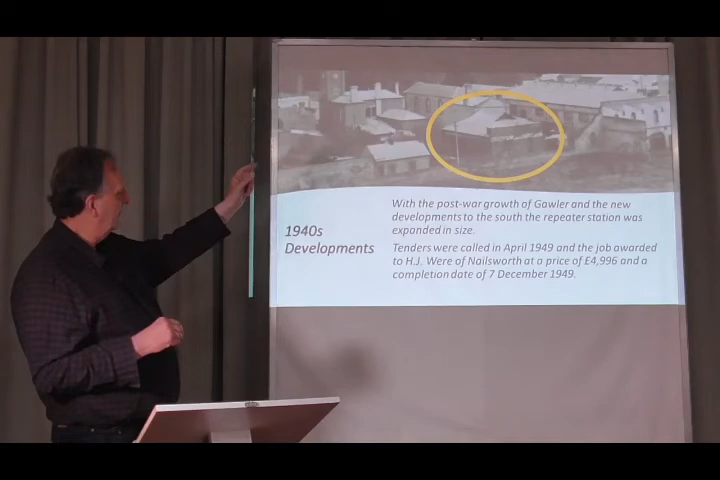 With the post-war growth of Gawler and the new
developments to the south the repeater station was
expanded in size.
1940s
Developments
Tenders were called in April 1949 and the job awarded
to H.J. Were of Nailsworth at a price of £4,996 and a
completion date of 7 December 1949.